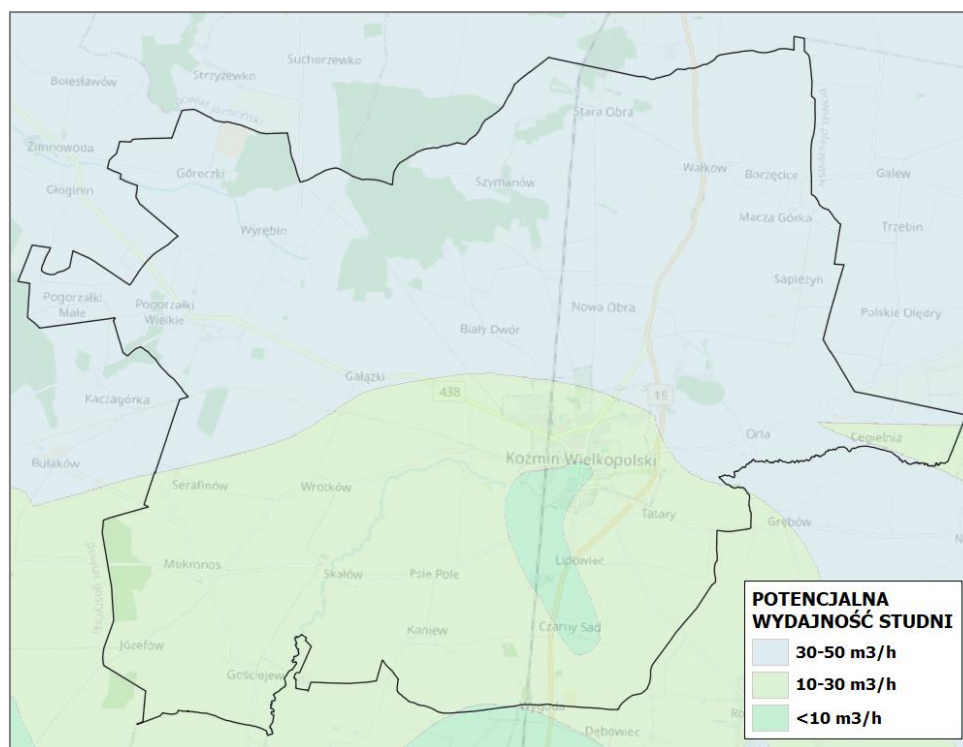 Suchorzewko
Strzyżewko
Bolesławów
powiat jarociński
Stara Obra
powiat pleszewski
Zimnowoda
Góreczki
Głoginin
Szymanów
Wałków
Borzęcice
Galew
Wyrębin
Macza Górka
Trzebin
Pogorzałki
Małe
Pogorzałki
Wielkie
Sapieżyn
Nowa Obra
Polskie Olędry
Biały Dwór
Gałązki
438
15
Kaczagórka
Orla
Cegielnia
Bułaków
Koźmin Wielkopolski
Serafinów
Wrotków
Tatary
Grębów
N
Mokronos
Skałów
Psie Pole
Lipowiec
powiat gostyński
Józefów
Kaniew
Czarny Sad
Gościejew
Wygoda
Dębowiec
POTENCJALNA
WYDAJNOŚĆ STUDNI
30-50 m3/h
10-30 m3/h
<10 m3/h